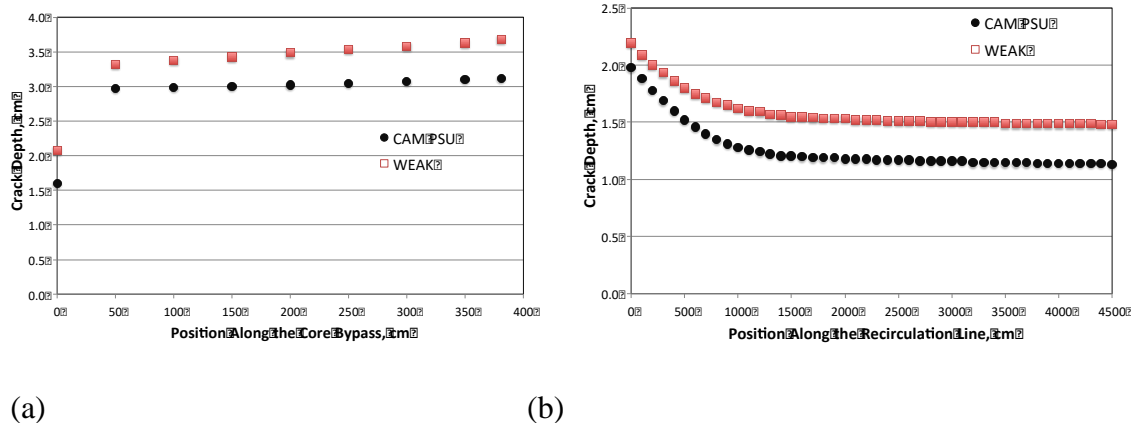 4.0
3.5
3.0
2.5
2.0
1.5
1.0
0.5
0.0
Crack Depth, cm
CAM PSU
WEAK
0 50 100 150 200 250 300 350 400
Position Along the Core Bypass, cm
(a)
2.5
2.0
1.5
1.0
0.5
0.0
Crack Depth, cm
CAM PSU
WEAK
0 500 1000 1500 2000 2500 3000 3500 4000 4500
Position Along the Recirculation Line, cm
(b)